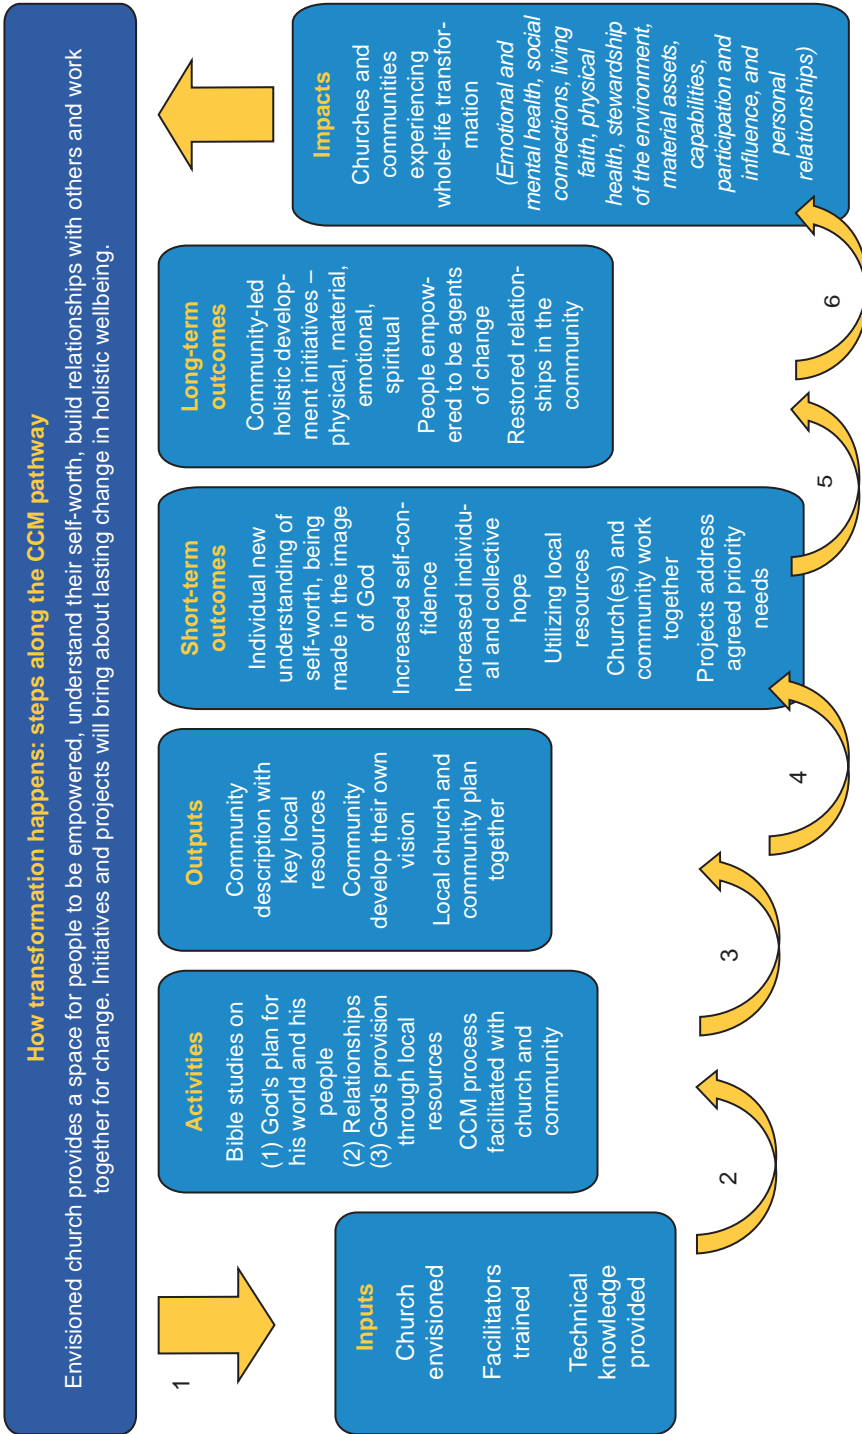 How transformation happens: steps along the CCM pathway
Envisioned church provides a space for people to be empowered, understand their self-worth, build relationships with others and work
together for change. Initiatives and projects will bring about lasting change in holistic wellbeing.
1
Inputs
Church
envisioned
Facilitators
trained
Technical
knowledge
provided
2
Activities
Bible studies on
(1) God's plan for
his world and his
people
(2) Relationships
(3) God's provision
through local
resources
CCM process
facilitated with
church and
community
3
Outputs
Community
description with
key local
resources
Community
develop their own
vision
Local church and
community plan
together
4
Short-term
outcomes
Individual new
understanding of
self-worth, being
made in the image
of God
Increased self-con-
fidence
Increased individu-
al and collective
hope
Utilizing local
resources
Church(es) and
community work
together
Projects address
agreed priority
needs
5
Long-term
outcomes
Community-led
holistic develop-
ment initiatives –
physical, material,
emotional,
spiritual
People empow-
ered to be agents
of change
Restored relation-
ships in the
community
6
Impacts
Churches and
communities
experiencing
whole-life transfor-
mation
(Emotional and
mental health, social
connections, living
faith, physical
health, stewardship
of the environment,
material assets,
capabilities,
participation and
influence, and
personal
relationships)